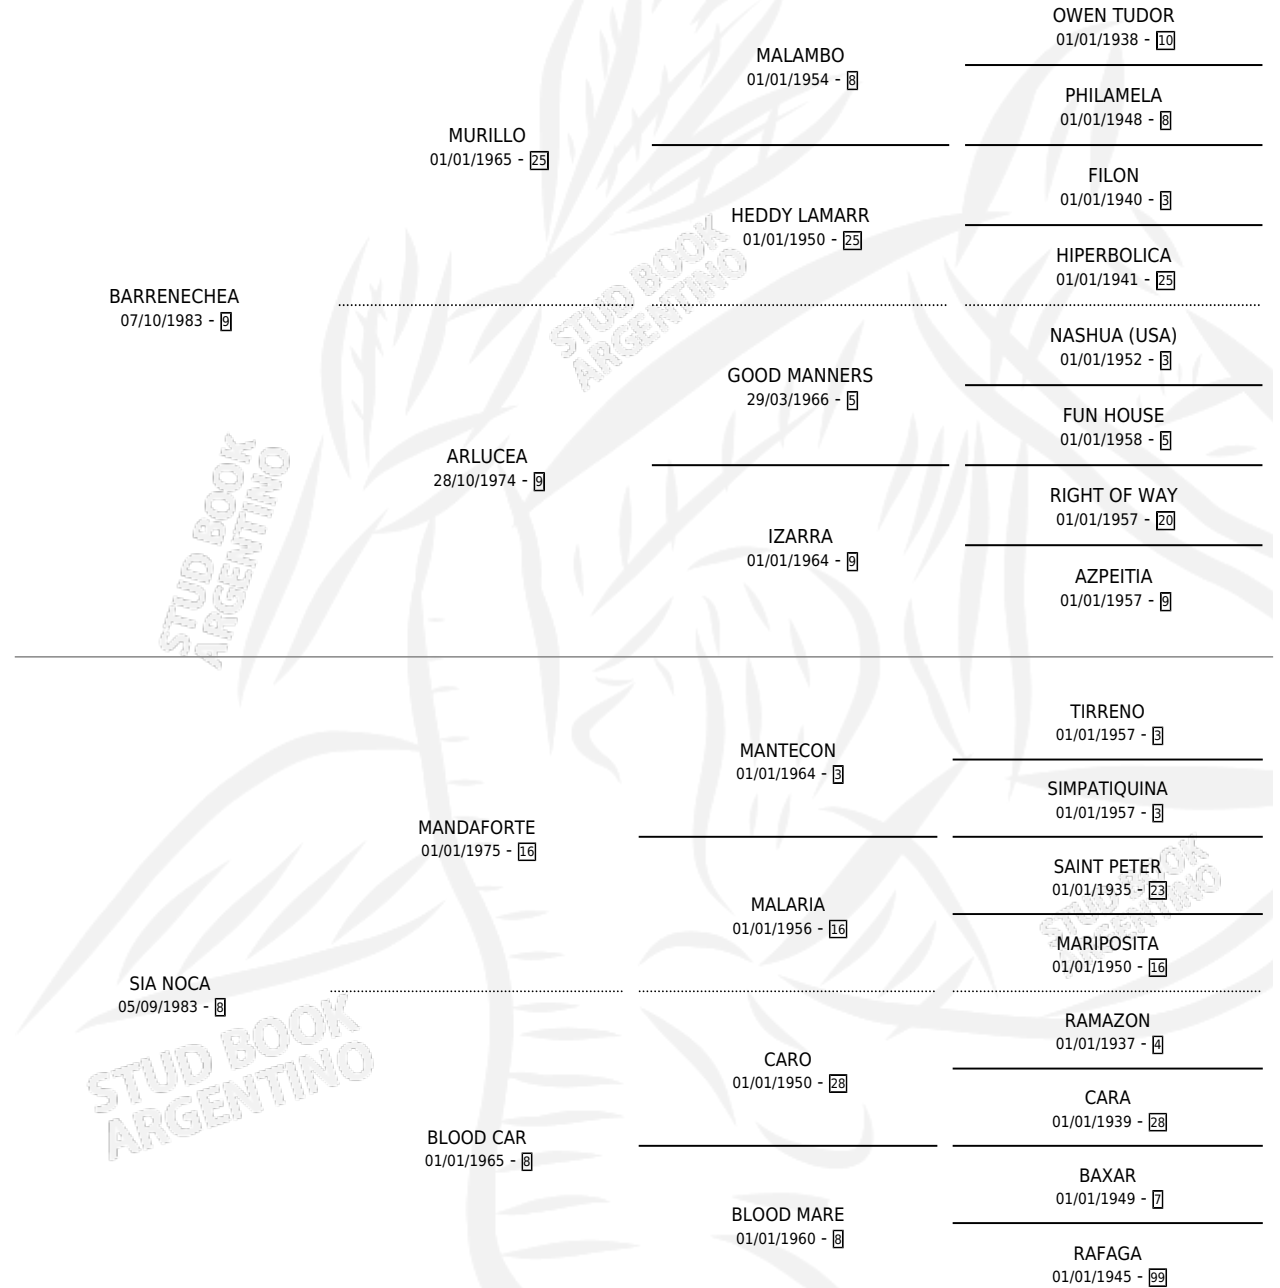 OWEN TUDOR
01/01/1938 - 10
MALAMBO
01/01/1954 - 8
PHILAMELA
01/01/1948 - 8
MURILLO
01/01/1965 - 25
FILON
01/01/1940 - 3
HEDDY LAMARR
01/01/1950 - 25
HIPERBOLICA
01/01/1941 - 25
BARRENECHEA
07/10/1983 - 9
STUD BOOK
ARGENTINO
NASHUA (USA)
01/01/1952 - 3
GOOD MANNERS
29/03/1966 - 5
FUN HOUSE
01/01/1958 - 5
ARLUCEA
28/10/1974 - 9
RIGHT OF WAY
01/01/1957 - 20
IZARRA
01/01/1964 - 9
AZPEITIA
01/01/1957 - 9
STUD BOOK
ARGENTINO
TIRRENO
01/01/1957 - 3
MANTECON
01/01/1964 - 3
SIMPATIQUINA
01/01/1957 - 3
MANDAFORTE
01/01/1975 - 16
SAINT PETER
01/01/1935 - 23
MALARIA
01/01/1956 - 16
STUD BOOK
ARGENTINO
MARIPOSITA
01/01/1950 - 16
SIA NOCA
05/09/1983 - 8
RAMAZON
01/01/1937 - 4
CARO
01/01/1950 - 28
CARA
01/01/1939 - 28
STUD BOOK
ARGENTINO
BLOOD CAR
01/01/1965 - 8
BAXAR
01/01/1949 - 7
BLOOD MARE
01/01/1960 - 8
RAFAGA
01/01/1945 - 99